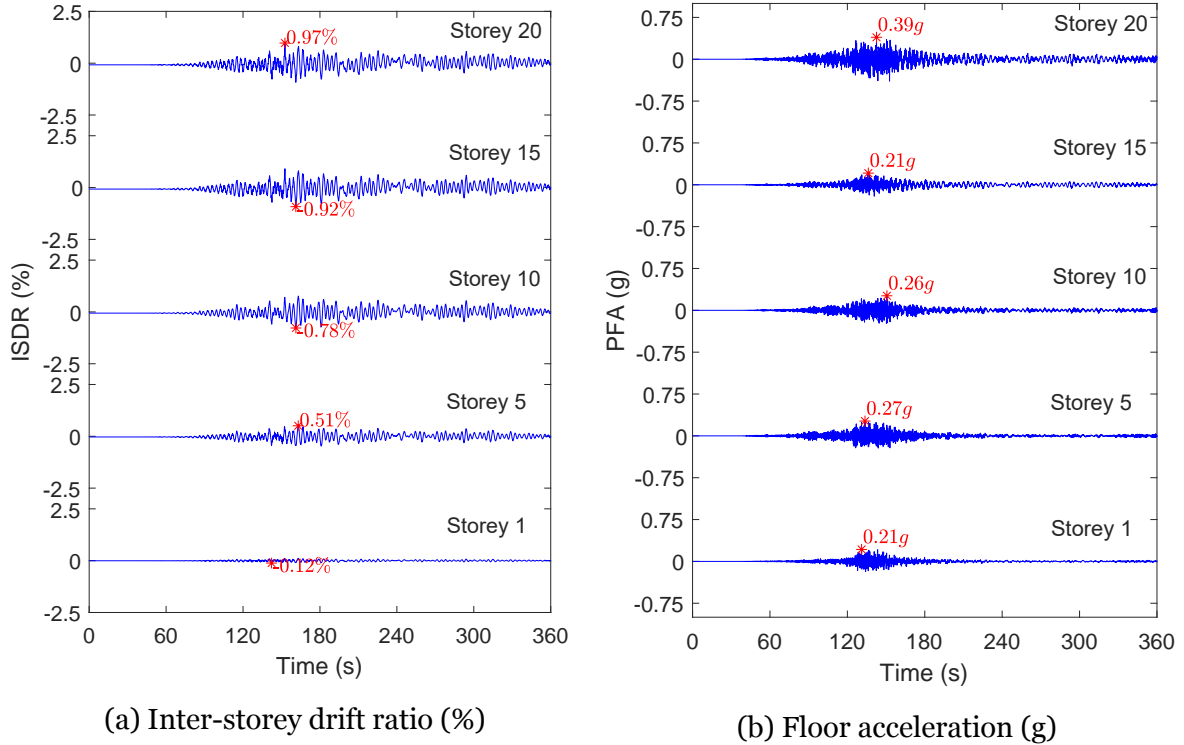 2.5
0
-2.5
2.5
0
-2.5
2.5
0
-2.5
2.5
0
-2.5
2.5
0
-2.5
ISDR (%)
Storey 20
0.97%
Storey 15
-0.92%
Storey 10
-0.78%
Storey 5
0.51%
Storey 1
-0.12%
0 60 120 180 240 300 360
Time (s)
(a) Inter-storey drift ratio (%)
0.75
0
-0.75
0.75
0
-0.75
0.75
0
-0.75
0.75
0
-0.75
0.75
0
-0.75
PFA (g)
0.39g
Storey 20
0.21g
Storey 15
0.26g
Storey 10
0.27g
Storey 5
0.21g
Storey 1
0 60 120 180 240 300 360
Time (s)
(b) Floor acceleration (g)